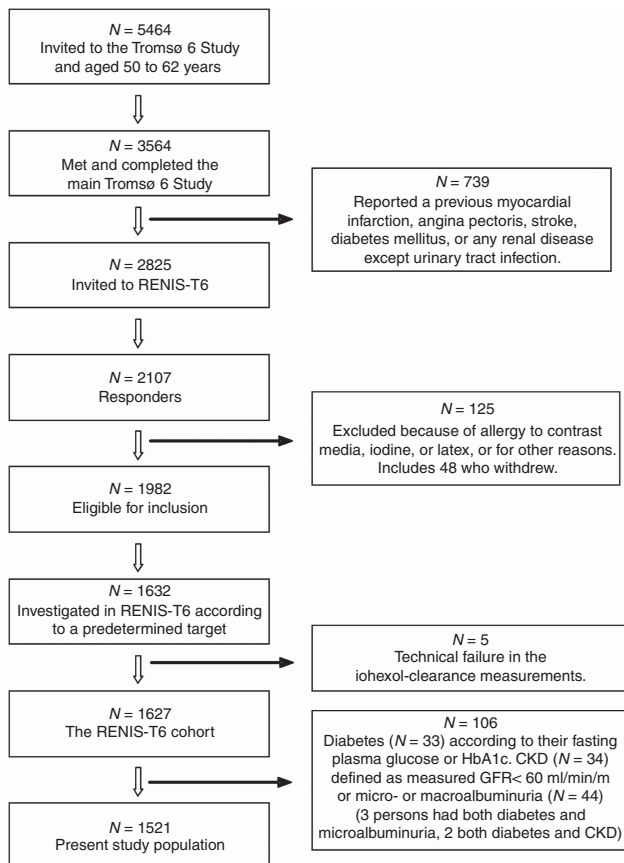 N = 5464
Invited to the Tromsø 6 Study
and aged 50 to 62 years
N = 3564
Met and completed the
main Tromsø 6 Study
N = 739
Reported a previous myocardial
infarction, angina pectoris, stroke,
diabetes mellitus, or any renal disease
except urinary tract infection.
N = 2825
Invited to RENIS-T6
N = 2107
Responders
N = 125
Excluded because of allergy to contrast
media, iodine, or latex, or for other reasons.
Includes 48 who withdrew.
N = 1982
Eligible for inclusion
N = 1632
Investigated in RENIS-T6 according
to a predetermined target
N = 5
Technical failure in the
iohexol-clearance measurements.
N = 1627
The RENIS-T6 cohort
N = 106
Diabetes (N = 33) according to their fasting
plasma glucose or HbA1c. CKD (N = 34)
defined as measured GFR< 60 ml/min/m
or micro- or macroalbuminuria (N = 44)
(3 persons had both diabetes and
microalbuminuria, 2 both diabetes and CKD)
N = 1521
Present study population